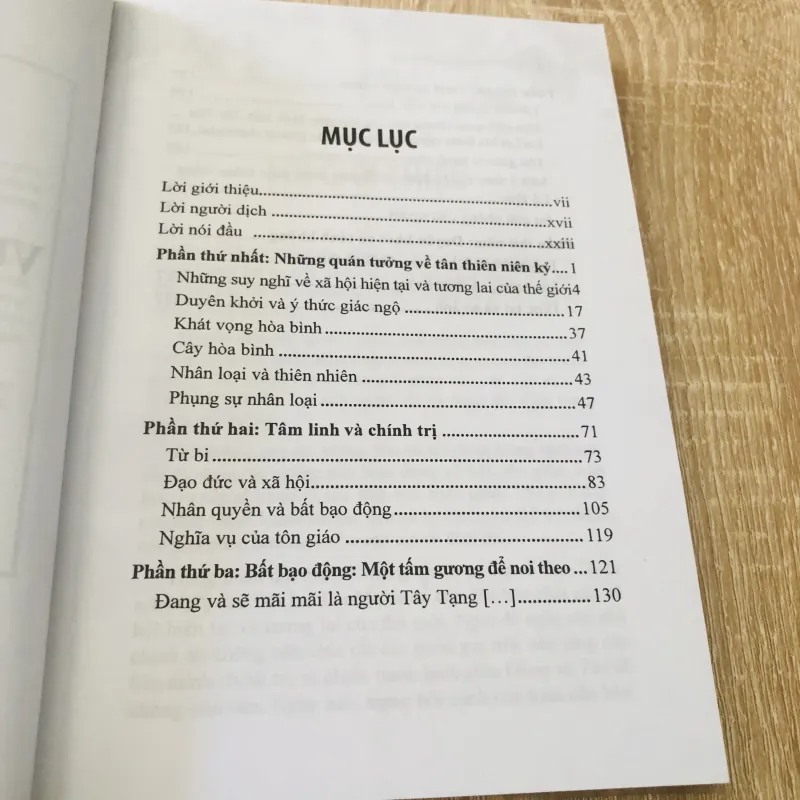 MỤC LỤC
Lời giới thiệu..........vii
Lời người dịch..........xvii
Lời nói đầu ..........xxiii
Phần thứ nhất: Những quán tưởng về tân thiên niên kỷ....1
Những suy nghĩ về xã hội hiện tại và tương lai của thế giới4
Duyên khởi và ý thức giác ngộ..........17
Khát vọng hòa bình..........37
Cây hòa bình..........41
Nhân loại và thiên nhiên..........43
Phụng sự nhân loại..........47
Phần thứ hai: Tâm linh và chính trị..........71
Từ bi..........73
Đạo đức và xã hội..........83
Nhân quyền và bất bạo động..........105
Nghĩa vụ của tôn giáo..........119
Phần thứ ba: Bất bạo động: Một tấm gương để noi theo...121
Đang và sẽ mãi mãi là người Tây Tạng […]..........130